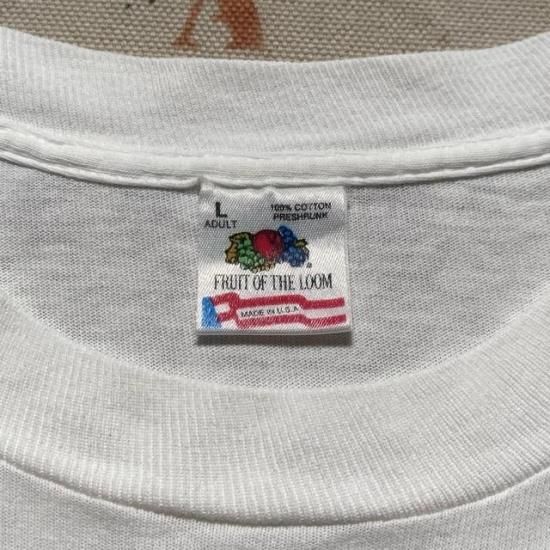 A
L
ADULT
100% COTTON
PRESHRUNK
FRUIT OF THE LOOM
®
MADE IN U.S.A